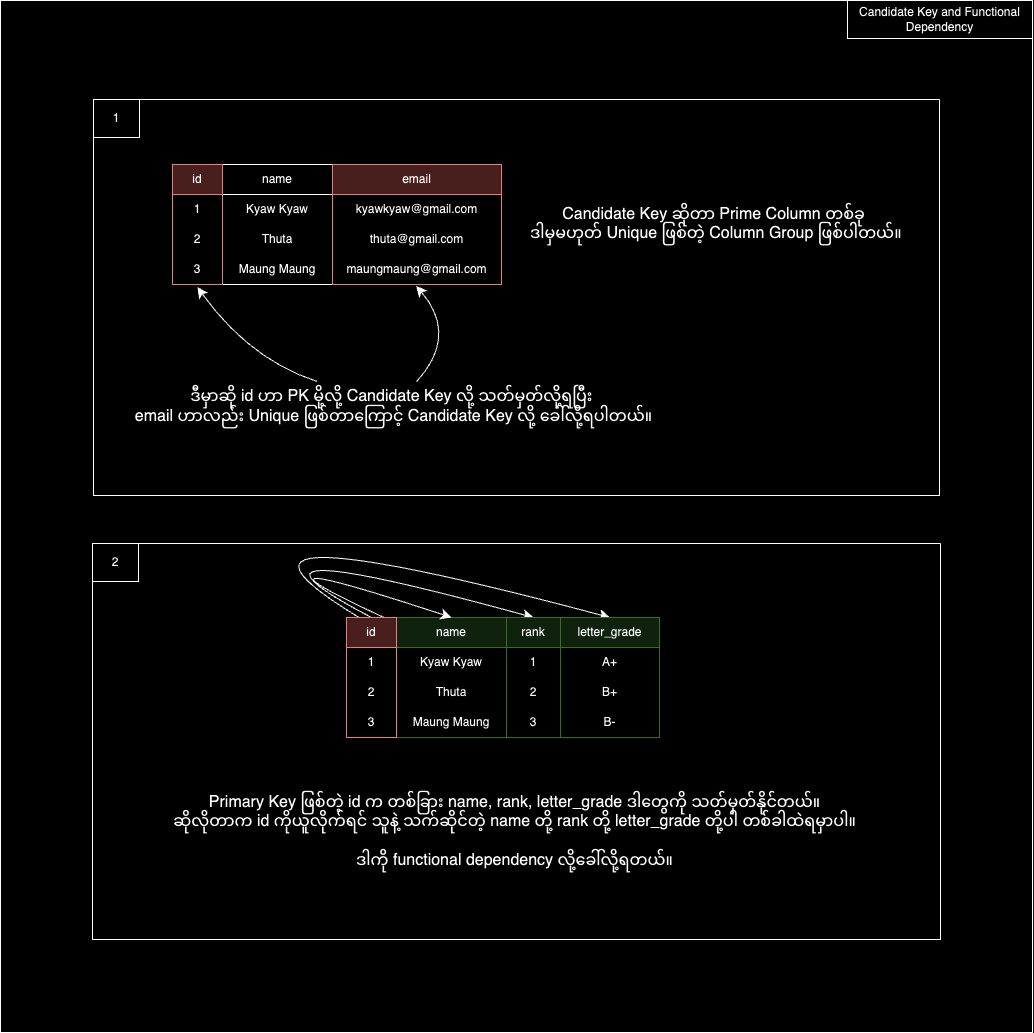 Candidate Key and Functional
Dependency
1
id name email
1 Kyaw Kyaw kyawkyaw@gmail.com
2 Thuta thuta@gmail.com
3 Maung Maung maungmaung@gmail.com
Candidate Key ဆိုတာ Prime Column တစ်ခု
ဒါမှမဟုတ် Unique ဖြစ်တဲ့ Column Group ဖြစ်ပါတယ်။
ဒီမှာဆို id ဟာ PK မို့လို့ Candidate Key လို့ သတ်မှတ်လို့ရပြီး
email ဟာလည်း Unique ဖြစ်တာကြောင့် Candidate Key လို့ ခေါ်လို့ရပါတယ်။
2
id name rank letter_grade
1 Kyaw Kyaw 1 A+
2 Thuta 2 B+
3 Maung Maung 3 B-
Primary Key ဖြစ်တဲ့ id က တစ်ခြား name, rank, letter_grade ဒါတွေကို သတ်မှတ်နိုင်တယ်။
ဆိုလိုတာက id ကိုယူလိုက်ရင် သူနဲ့ သက်ဆိုင်တဲ့ name တို့ rank တို့ letter_grade တို့ပါ တစ်ခါထဲရမှာပါ။
ဒါကို functional dependency လို့ခေါ်လို့ရတယ်။